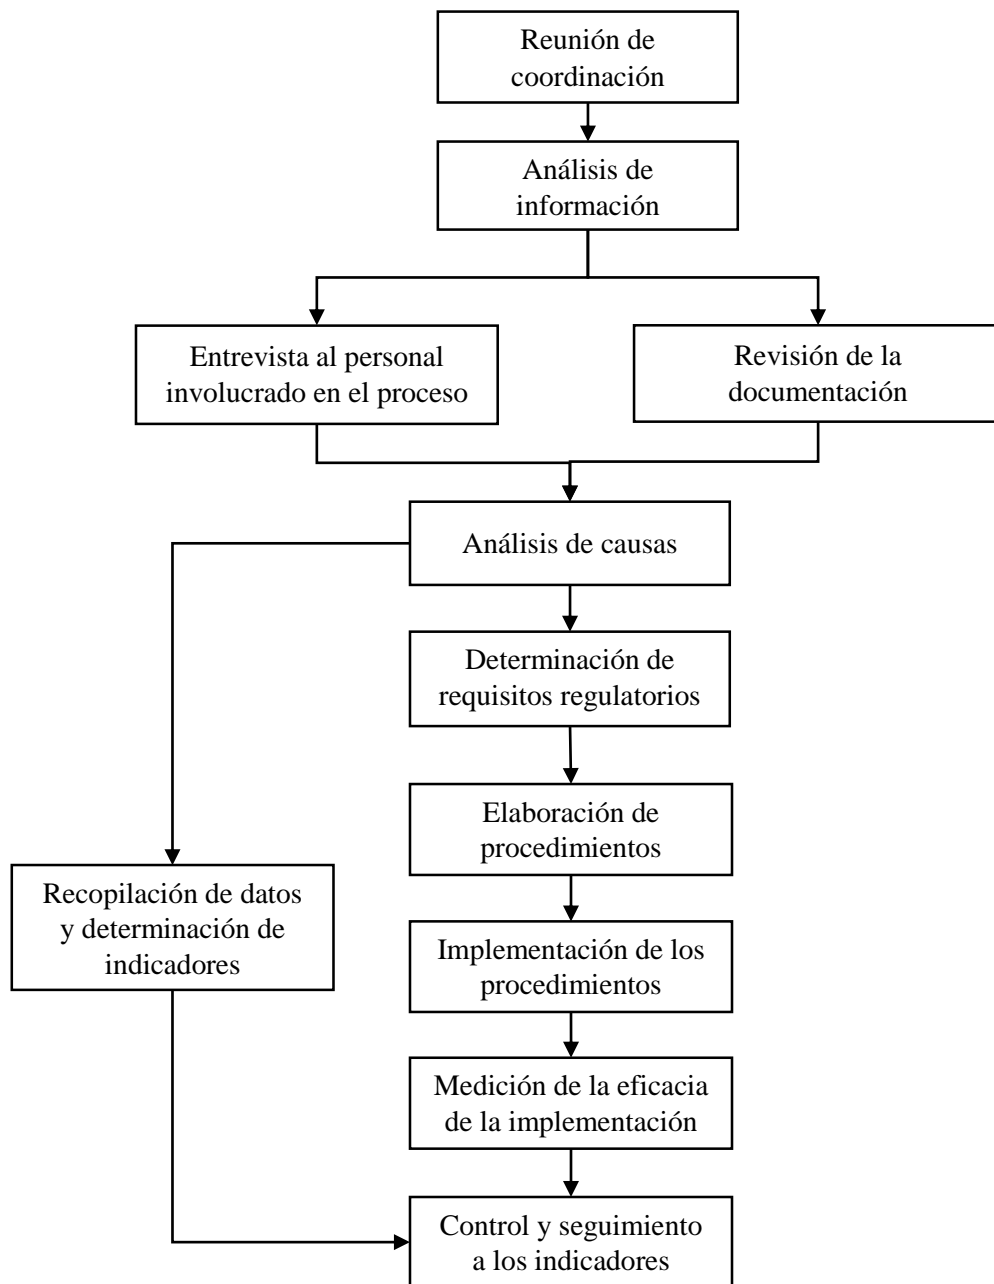 Reunión de
coordinación
Análisis de
información
Entrevista al personal
involucrado en el proceso
Revisión de la
documentación
Análisis de causas
Determinación de
requisitos regulatorios
Elaboración de
procedimientos
Recopilación de datos
y determinación de
indicadores
Implementación de los
procedimientos
Medición de la eficacia
de la implementación
Control y seguimiento
a los indicadores